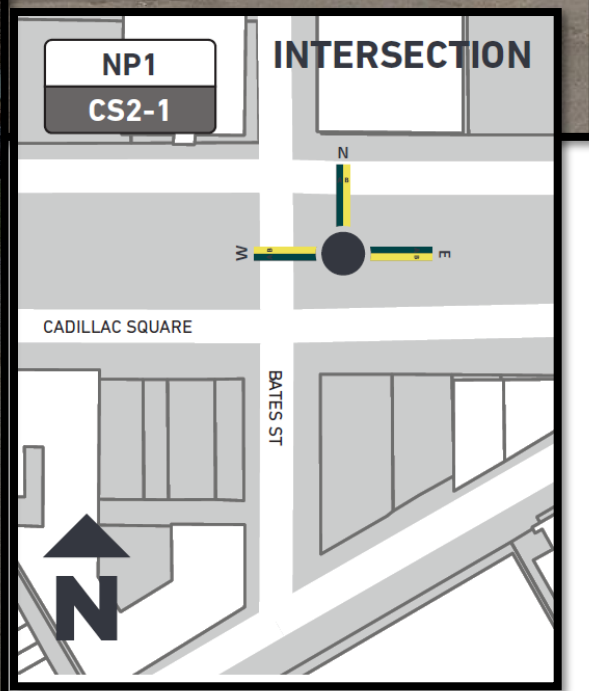 NP1
CS2-1
INTERSECTION
N
B
W
B
E
B
CADILLAC SQUARE
BATES ST
N